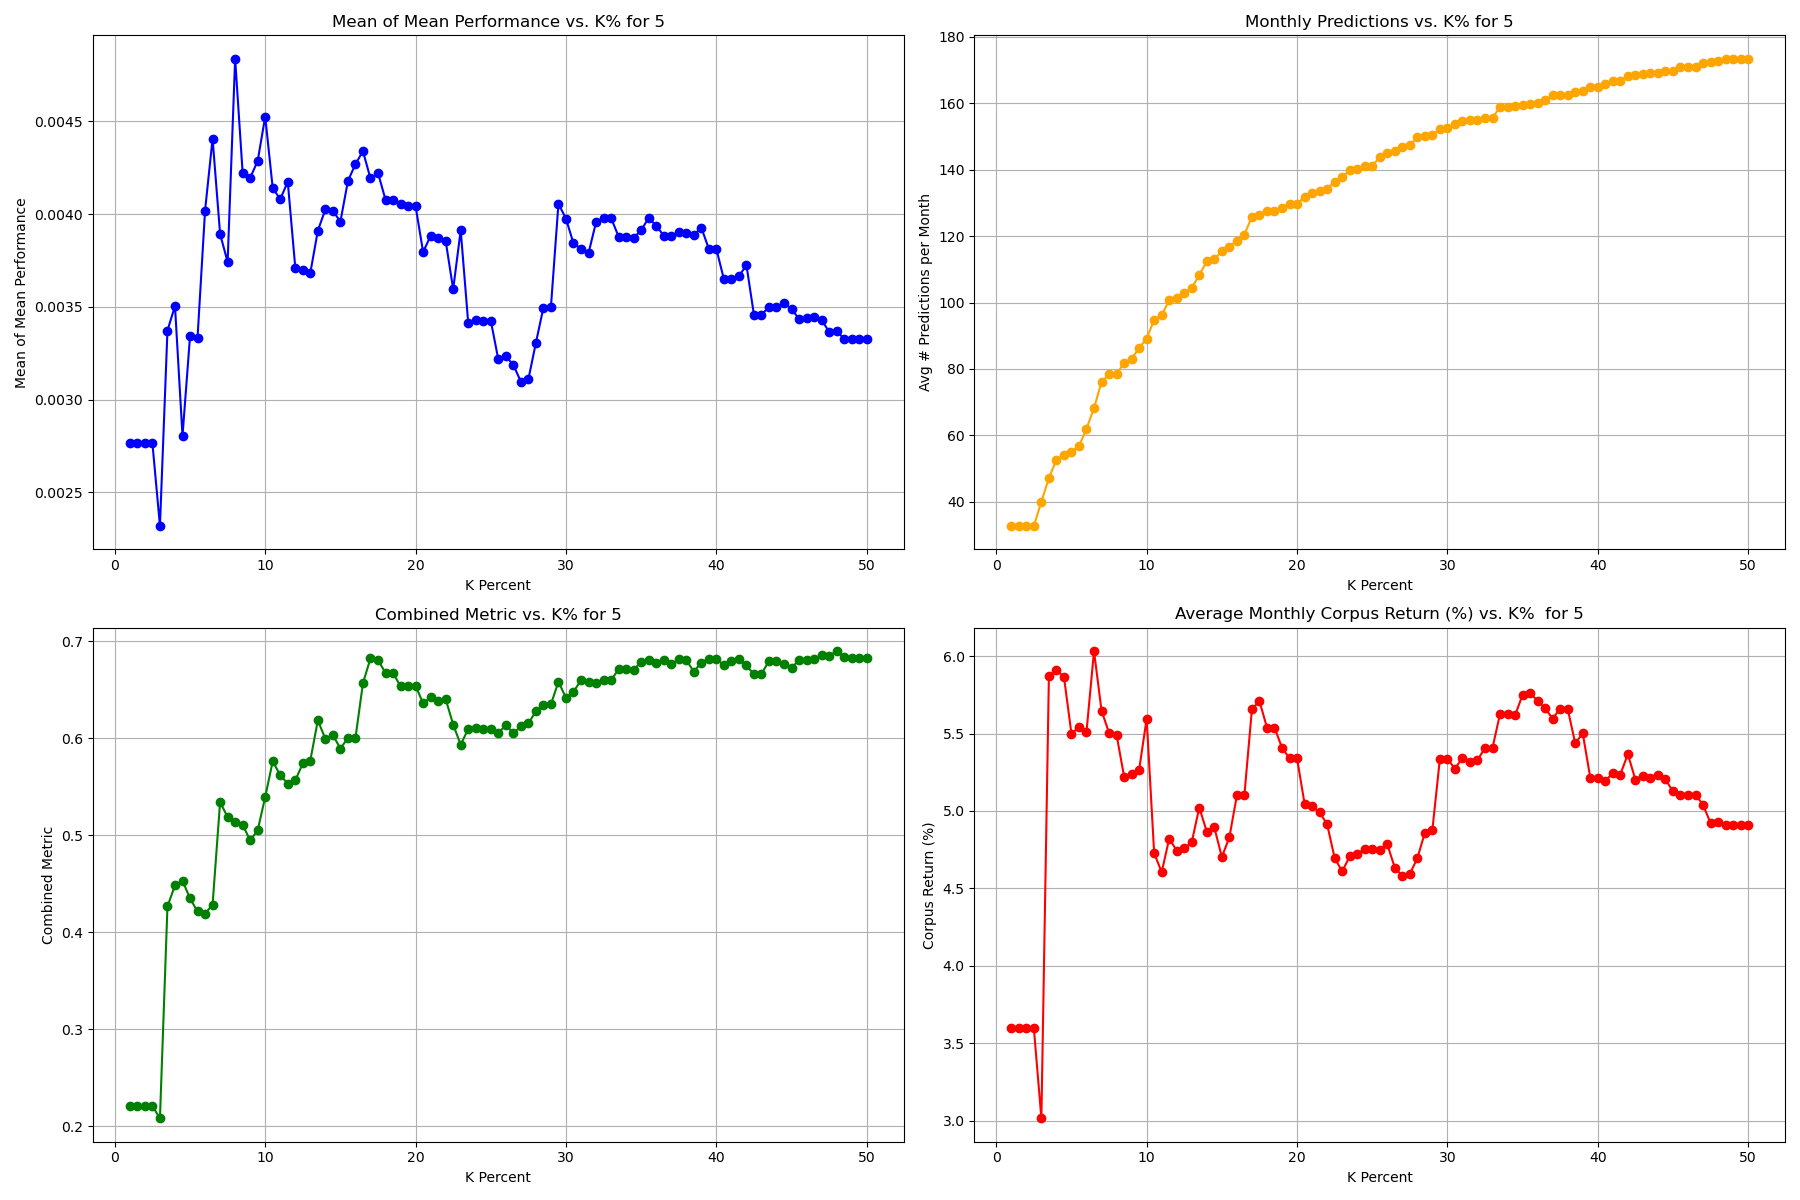 Mean of Mean Performance vs. K% for 5
Mean of Mean Performance
0.0045
0.0040
0.0035
0.0030
0.0025
0 10 20 30 40 50
K Percent
Monthly Predictions vs. K% for 5
Avg # Predictions per Month
180
160
140
120
100
80
60
40
0 10 20 30 40 50
K Percent
Combined Metric vs. K% for 5
Combined Metric
0.7
0.6
0.5
0.4
0.3
0.2
0 10 20 30 40 50
K Percent
Average Monthly Corpus Return (%) vs. K%  for 5
Corpus Return (%)
6.0
5.5
5.0
4.5
4.0
3.5
3.0
0 10 20 30 40 50
K Percent